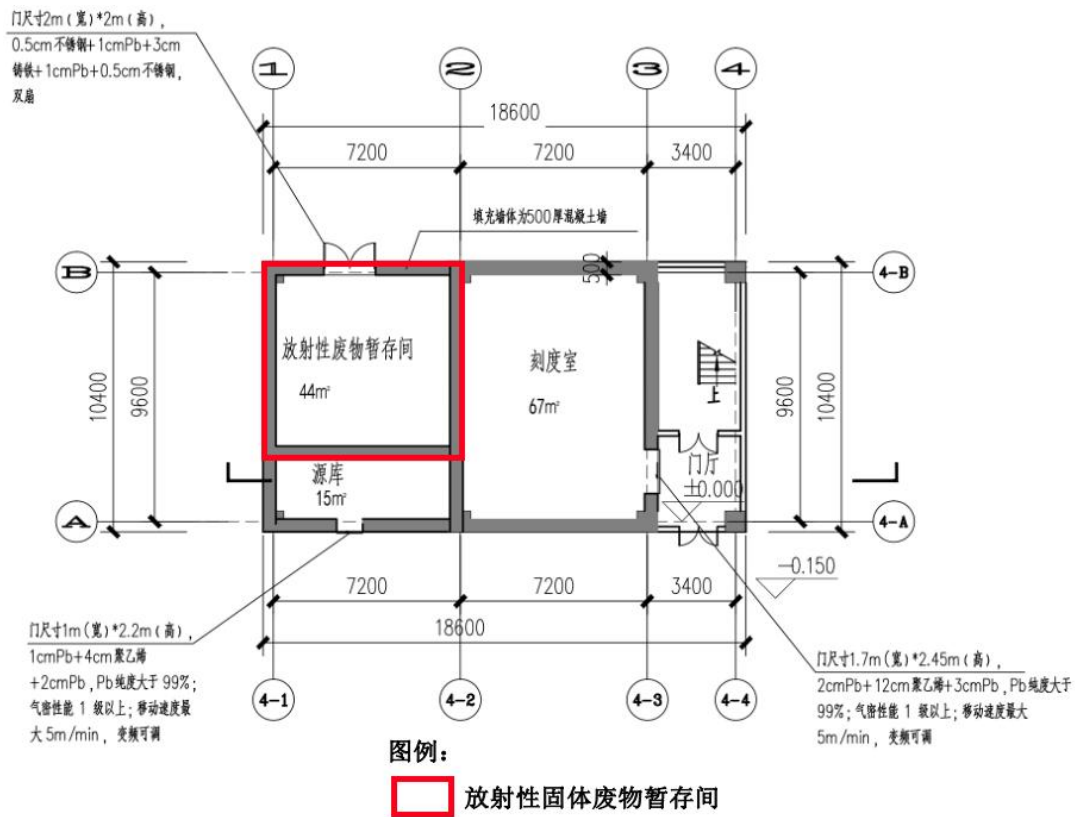 门尺寸2m(宽)*2m(高),
0.5cm不锈钢+1cmPb+3cm
铸铁+1cmPb+0.5cm不锈钢,
双扇
1
2
3
4
18600
7200
7200
3400
填充墙体为500厚混凝土墙
B
500
4-B
放射性废物暂存间
44m²
刻度室
67m²
上
10400
9600
9600
10400
源库
15m²
门厅
±0.000
A
4-A
-0.150
7200
7200
3400
18600
门尺寸1m(宽)*2.2m(高),
1cmPb+4cm聚乙烯
+2cmPb,Pb纯度大于99%;
气密性能 1 级以上;移动速度最
大5m/min, 变频可调
4-1
4-2
4-3
4-4
门尺寸1.7m(宽)*2.45m(高),
2cmPb+12cm聚乙烯+3cmPb,Pb纯度大于
99%;气密性能 1 级以上;移动速度最大
5m/min, 变频可调
图例:
放射性固体废物暂存间